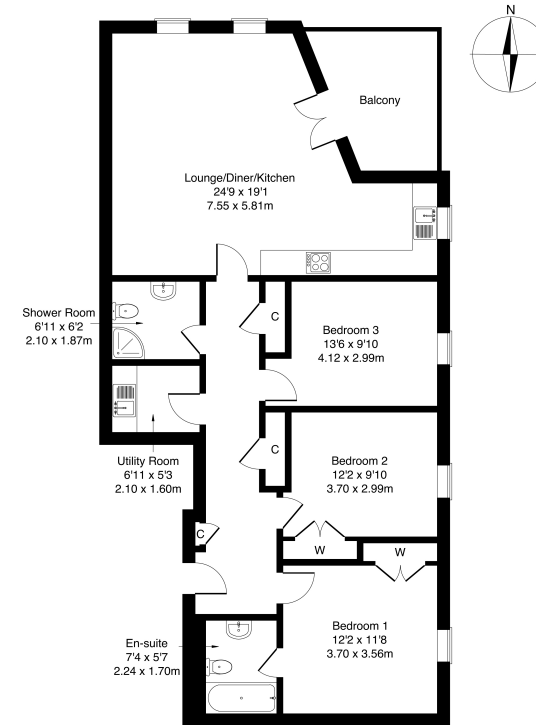 N
Balcony
Lounge/Diner/Kitchen
24'9 x 19'1
7.55 x 5.81m
Shower Room
6'11 x 6'2
2.10 x 1.87m
C
Bedroom 3
13'6 x 9'10
4.12 x 2.99m
Utility Room
6'11 x 5'3
2.10 x 1.60m
C
Bedroom 2
12'2 x 9'10
3.70 x 2.99m
C
W
W
En-suite
7'4 x 5'7
2.24 x 1.70m
Bedroom 1
12'2 x 11'8
3.70 x 3.56m